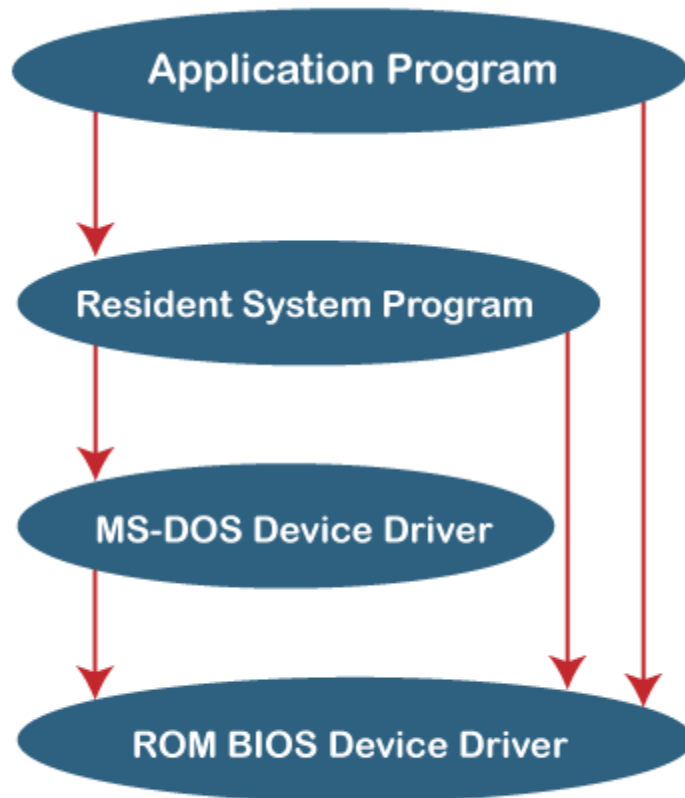 Application Program
Resident System Program
MS-DOS Device Driver
ROM BIOS Device Driver